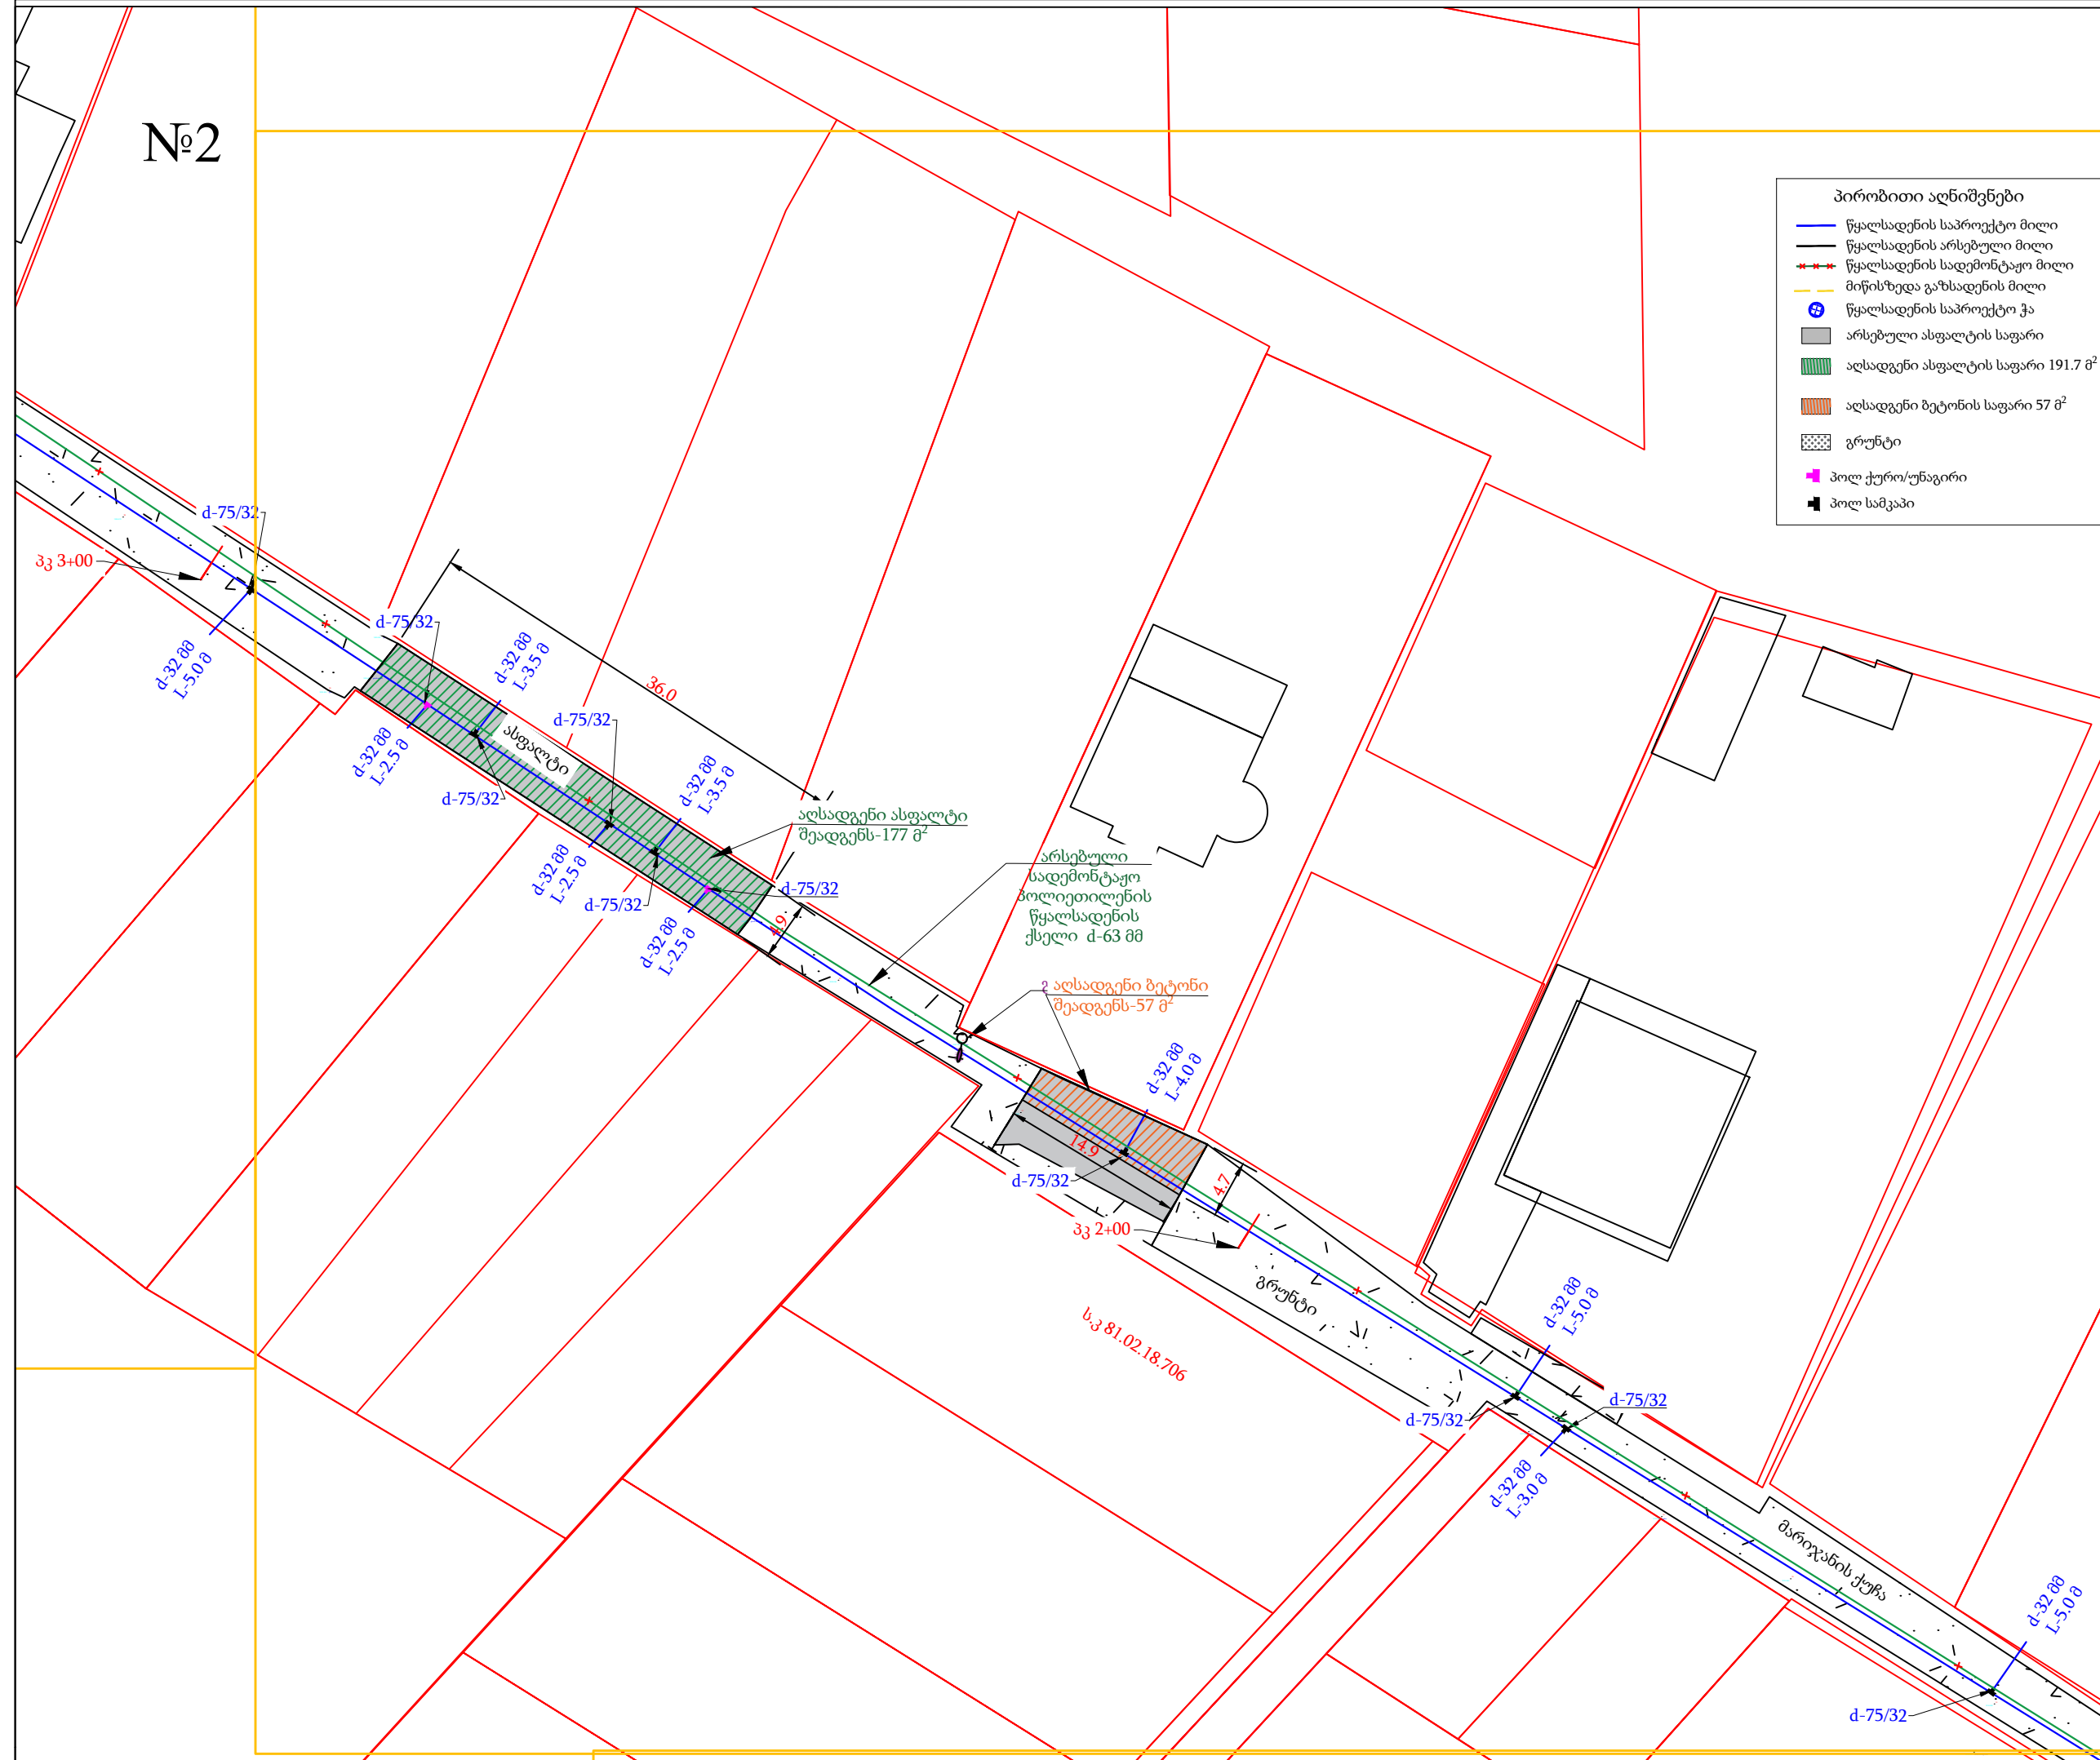 №2
პირობითი აღნიშვნები
წყალსადენის საპროექტო მილი
წყალსადენის არსებული მილი
წყალსადენის სადემონტაჟო მილი
მიწისზედა გაზსადენის მილი
წყალსადენის საპროექტო ჭა
არსებული ასფალტის საფარი
აღსადგენი ასფალტის საფარი 191.7 მ²
აღსადგენი ბეტონის საფარი 57 მ²
გრუნტი
პოლ ქურო/უნაგირი
პოლ სამკაპი
d-75/32
პკ 3+00
d-32 მმ
L-5.0 მ
d-75/32
d-32 მმ
L-3.5 მ
36.0
ასფალტი
d-75/32
d-32 მმ
L-2.5 მ
d-75/32
d-32 მმ
L-3.5 მ
აღსადგენი ასფალტი
შეადგენს-177 მ²
d-32 მმ
L-2.5 მ
d-75/32
d-75/32
d-32 მმ
L-2.5 მ
4.9
არსებული
სადემონტაჟო
პოლიეთილენის
წყალსადენის
ქსელი d-63 მმ
2
აღსადგენი ბეტონი
შეადგენს-57 მ²
d-32 მმ
L-4.0 მ
14.9
d-75/32
4.7
პკ 2+00
გრუნტი
ს.კ 81.02.18.706
d-32 მმ
L-5.0 მ
d-75/32
d-75/32
d-32 მმ
L-3.0 მ
მარიჯანის ქუჩა
d-32 მმ
L-5.0 მ
d-75/32